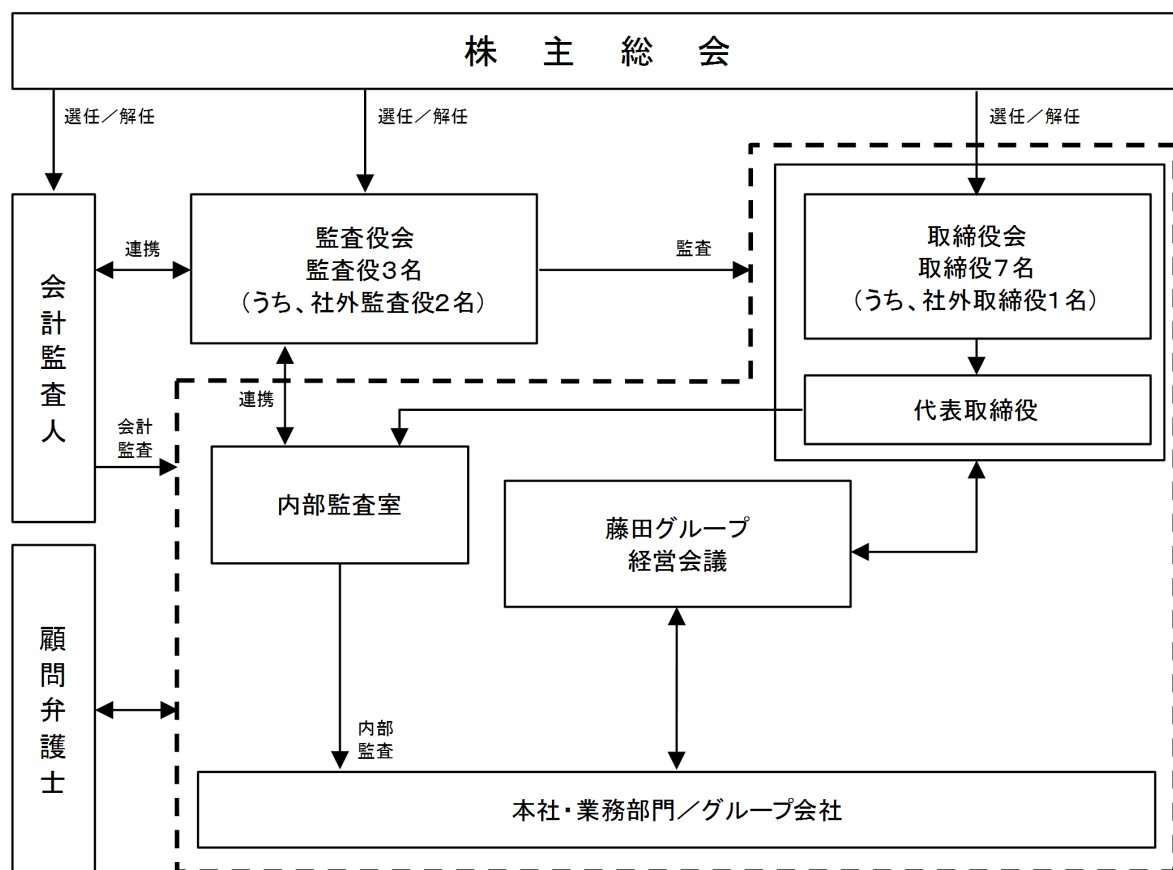 株主総会
選任／解任
選任／解任
選任／解任
会計監査人
連携
監査役会
監査役3名
（うち、社外監査役2名）
監査
取締役会
取締役7名
（うち、社外取締役1名）
代表取締役
連携
会計
監査
内部監査室
藤田グループ
経営会議
顧問弁護士
内部
監査
本社・業務部門／グループ会社